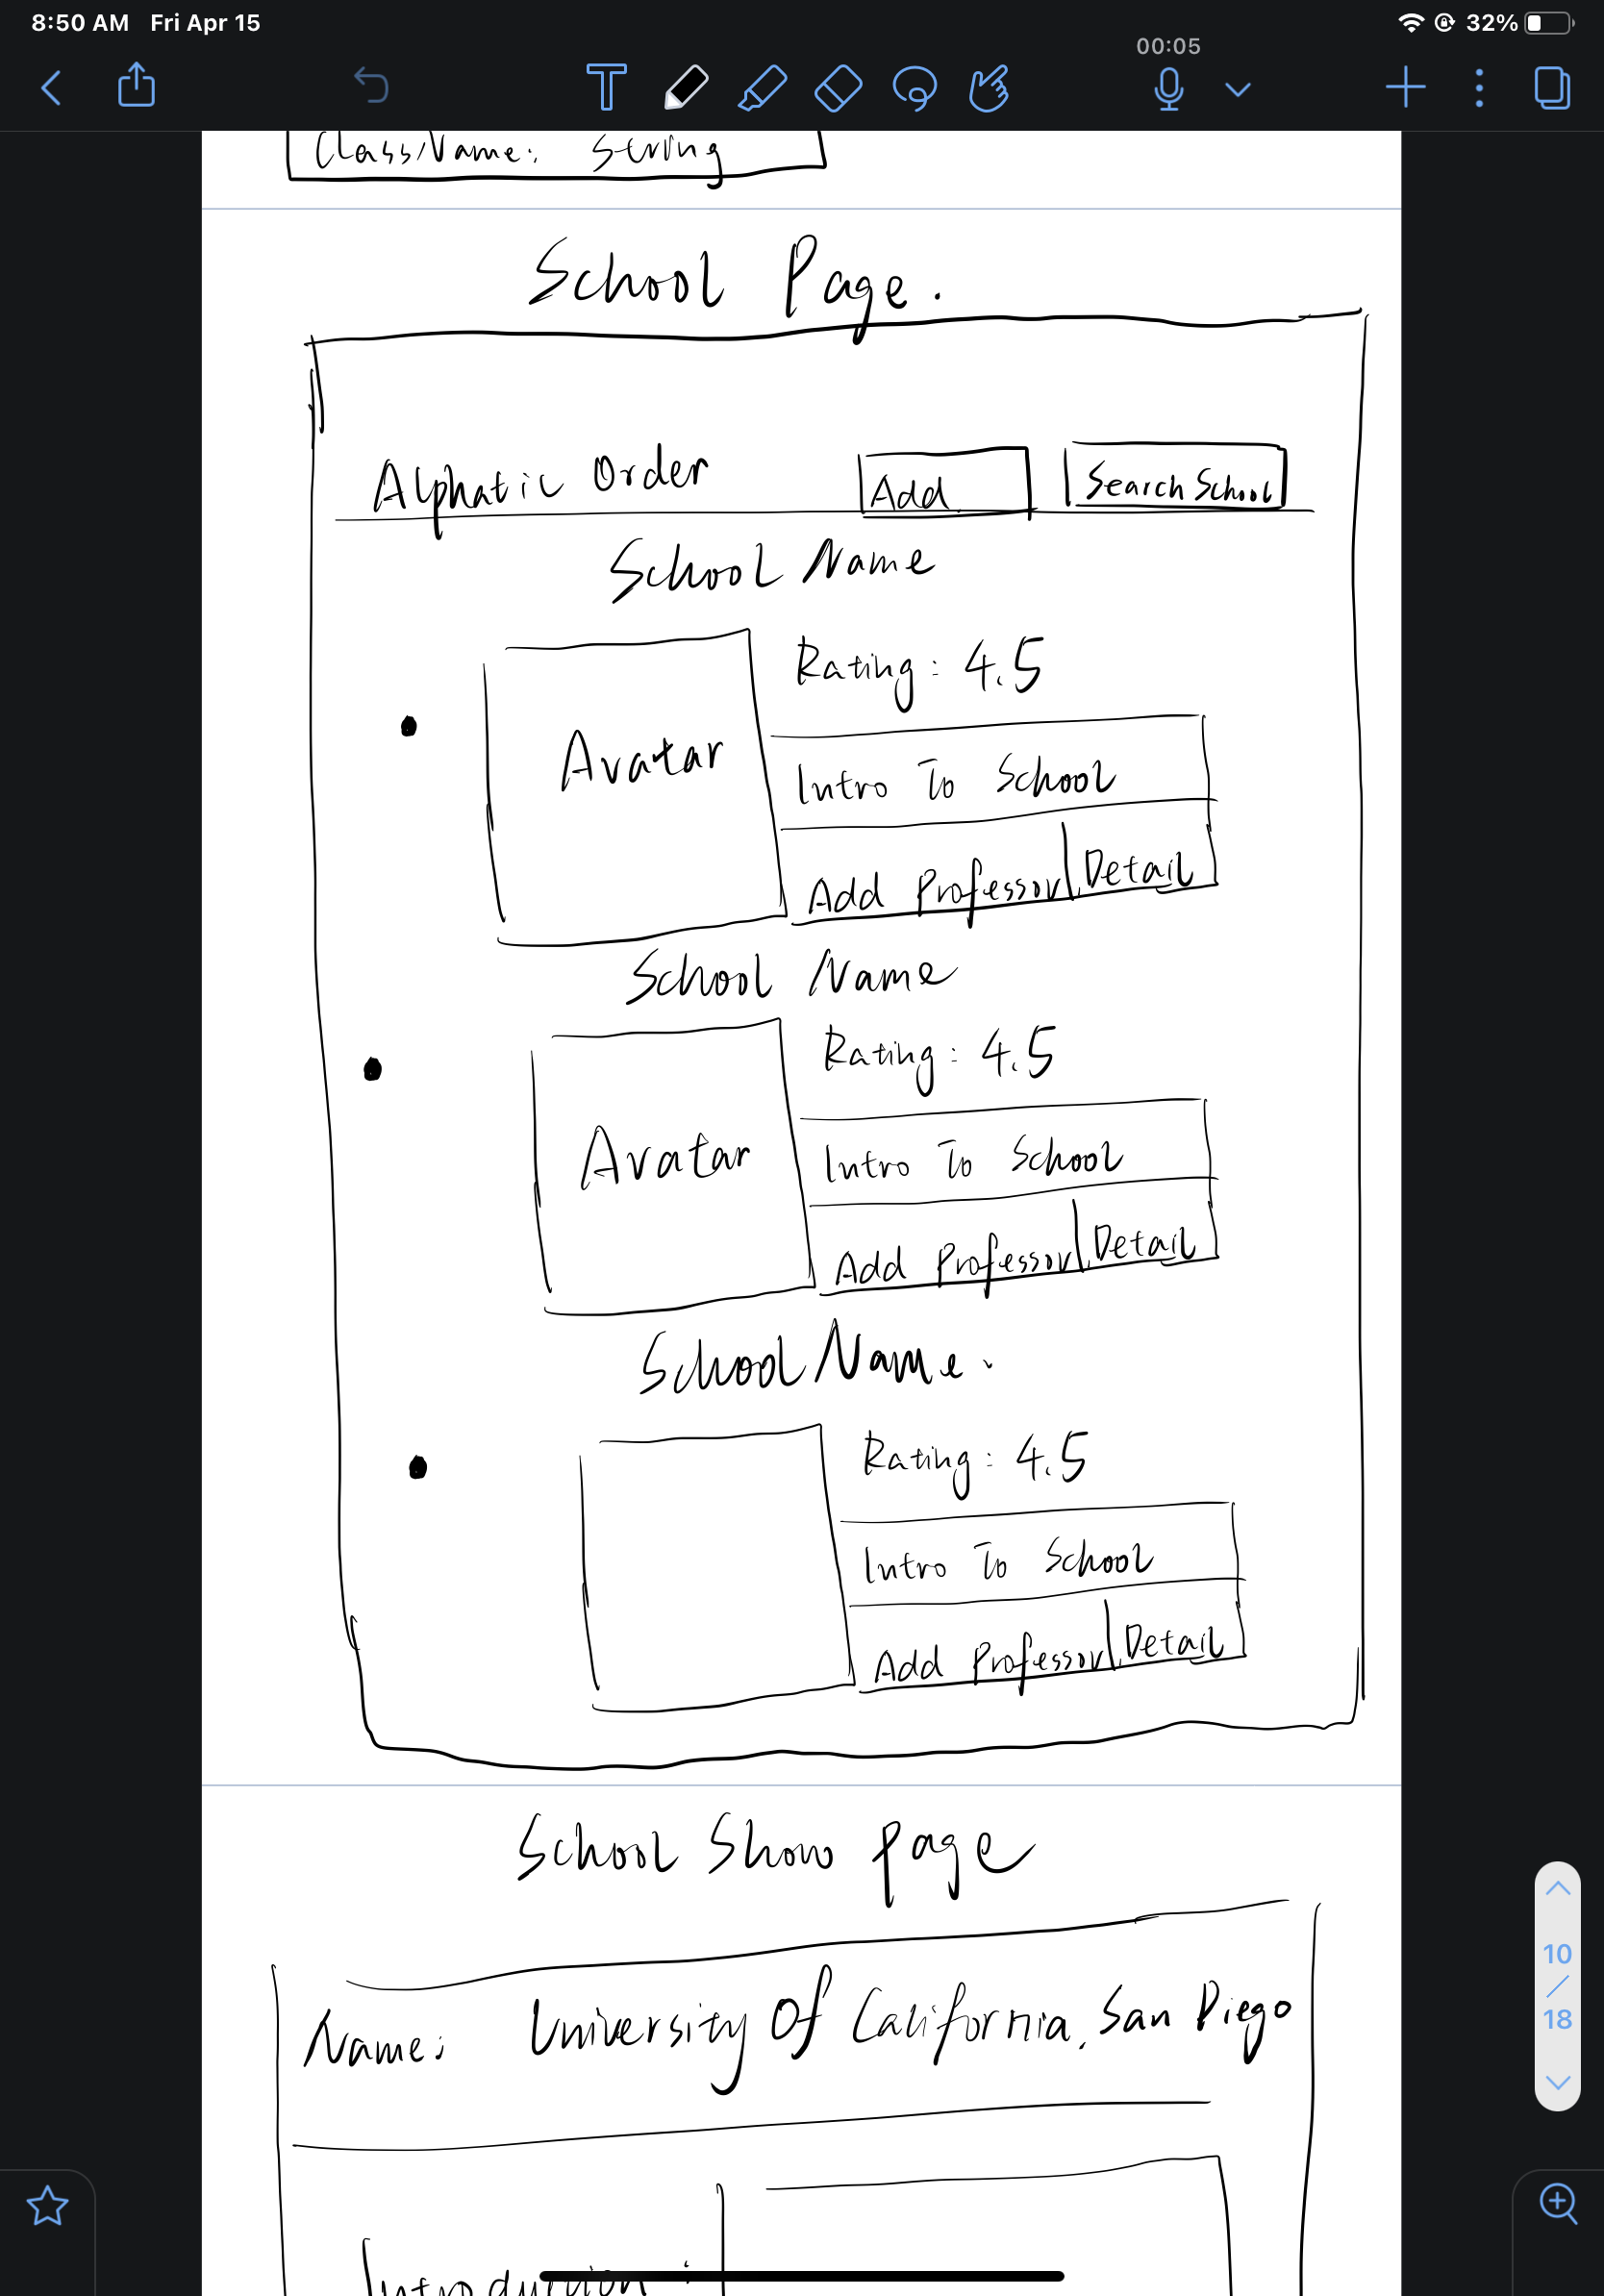 8:50 AM Fri Apr 15
32%
00:05
ClassName: String
School Page.
Alphatic Order
Add
Search School
School Name
Rating: 4.5
Avatar
Intro To School
Add Professor
Detail
School Name
Rating: 4.5
Avatar
Intro To School
Add Professor
Detail
School Name.
Rating: 4.5
Intro To School
Add Professor
Detail
School Show Page
Name: University Of California, San Diego
Introduction:
10
/
18